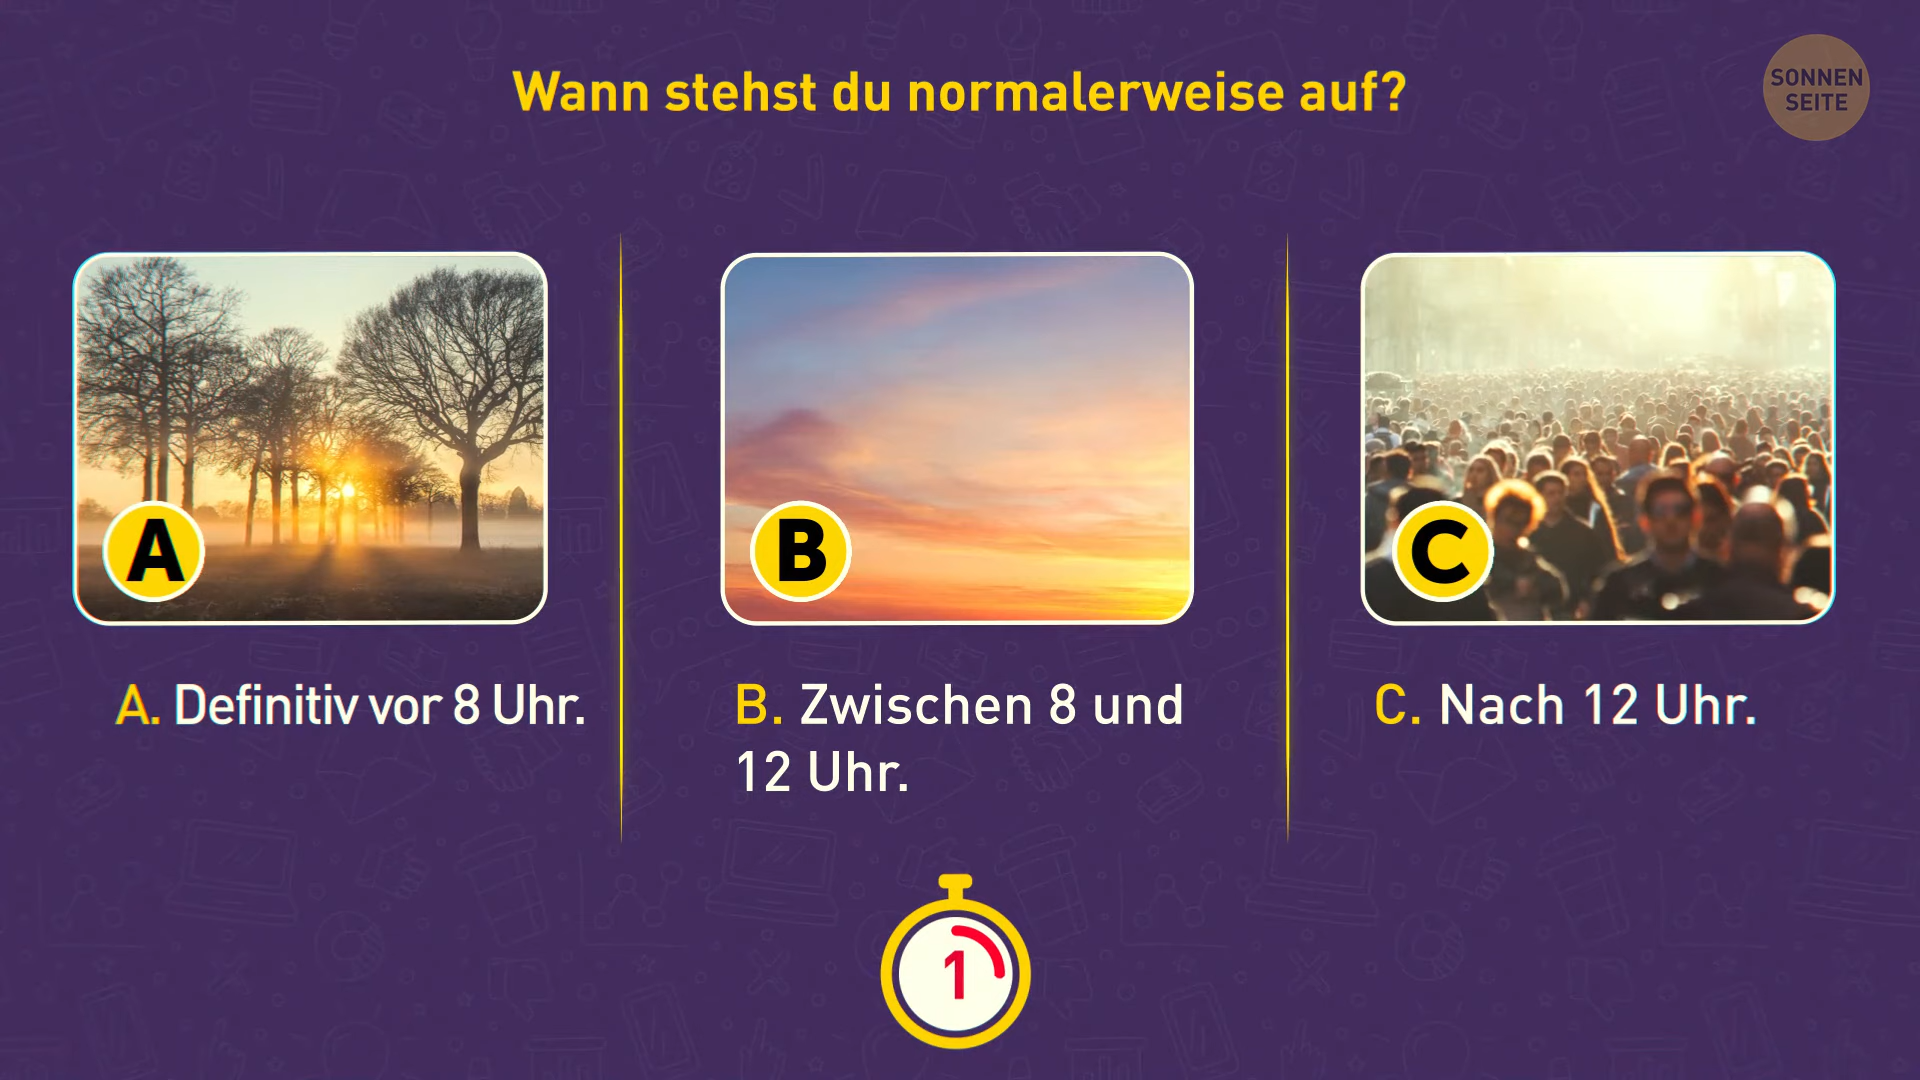 Wann stehst du normalerweise auf?
SONNEN
SEITE
A
B
C
A. Definitiv vor 8 Uhr.
B. Zwischen 8 und
12 Uhr.
C. Nach 12 Uhr.
1